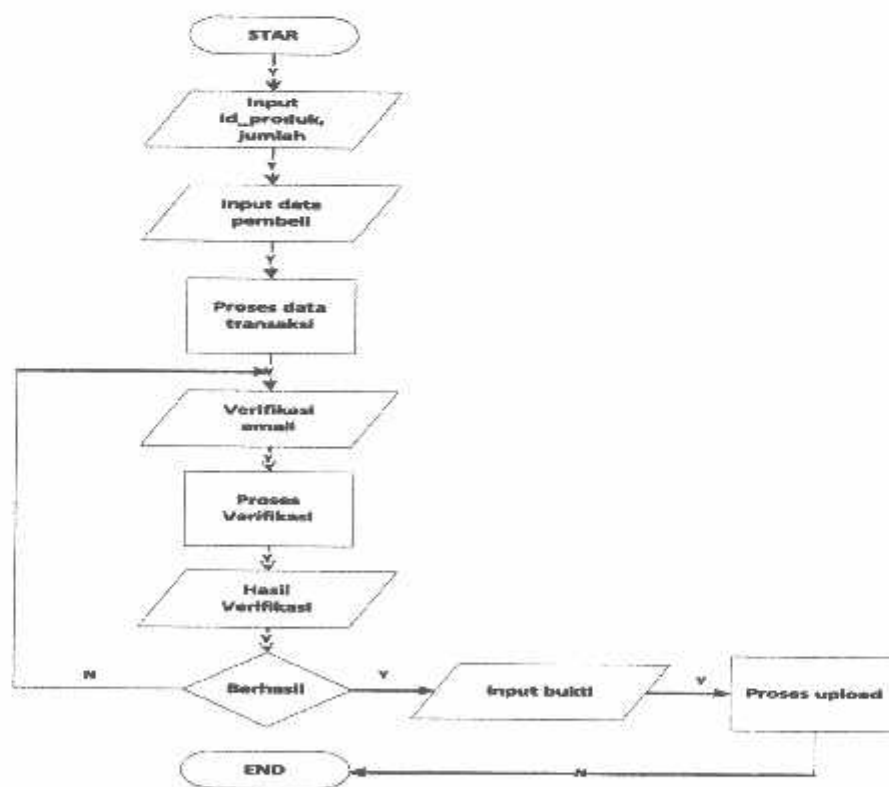 STAR
Y
Input
id_produk,
jumlah
Y
Input data
pembeli
Y
Proses data
transaksi
Y
Verifikasi
email
Y
Proses
Verifikasi
Y
Hasil
Verifikasi
Y
N
Berhasil
Y
Input bukti
Y
Proses upload
END
N